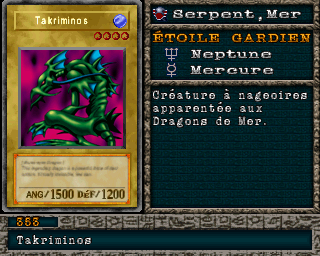 Takriminos
ANG/1500 DÉF/1200
Serpent,Mer
ÉTOILE GARDIEN
Neptune
Mercure
Créature à nageoires
apparentée aux
Dragons de Mer.
353
Takriminos